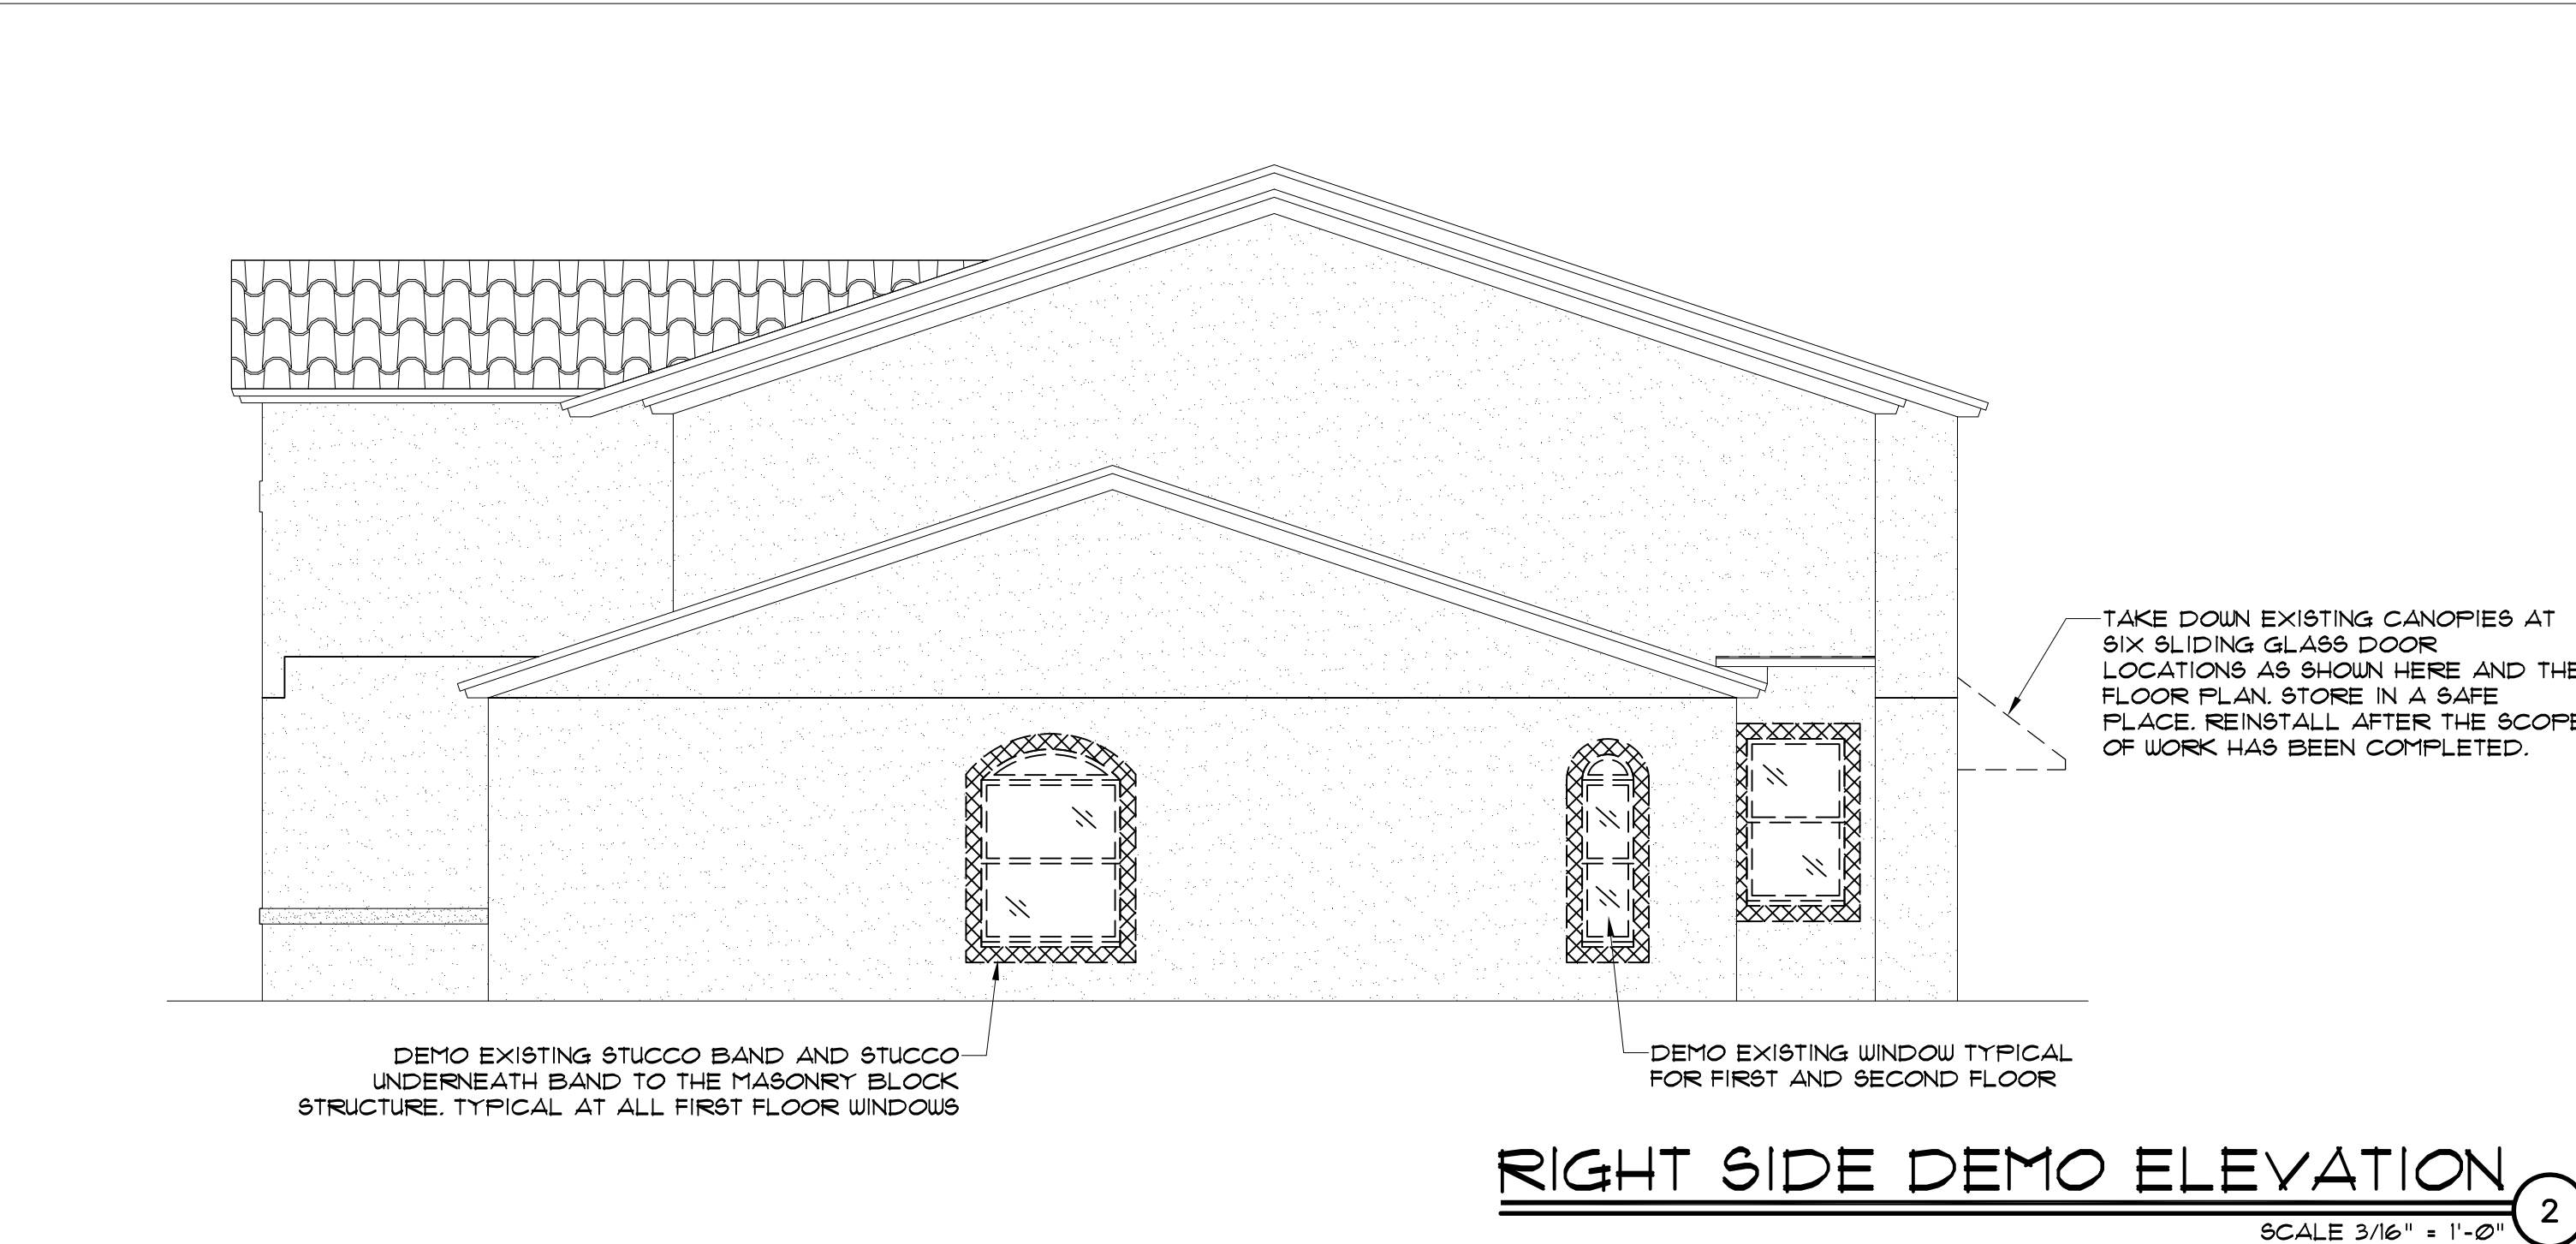 TAKE DOWN EXISTING CANOPIES AT
SIX SLIDING GLASS DOOR
LOCATIONS AS SHOWN HERE AND THE
FLOOR PLAN. STORE IN A SAFE
PLACE. REINSTALL AFTER THE SCOPE
OF WORK HAS BEEN COMPLETED.
DEMO EXISTING STUCCO BAND AND STUCCO
UNDERNEATH BAND TO THE MASONRY BLOCK
STRUCTURE. TYPICAL AT ALL FIRST FLOOR WINDOWS
DEMO EXISTING WINDOW TYPICAL
FOR FIRST AND SECOND FLOOR
RIGHT SIDE DEMO ELEVATION
2
SCALE 3/16" = 1'-0"